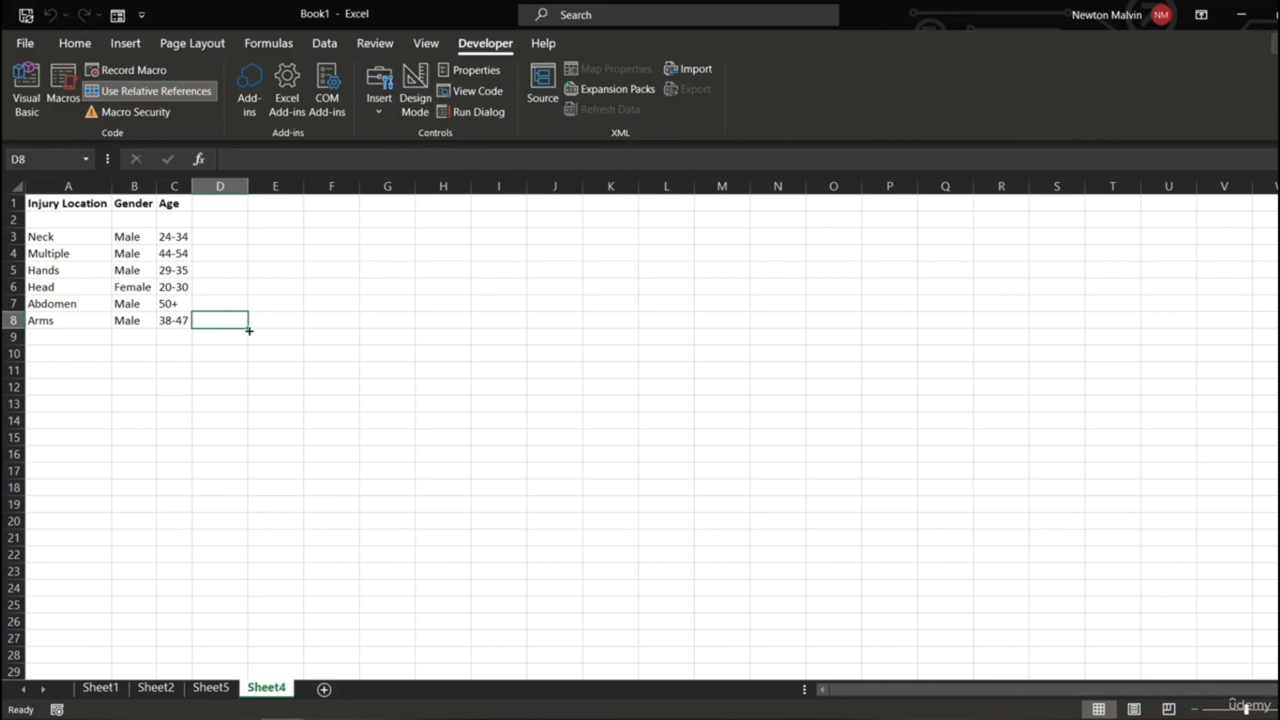 Book1 - Excel
Search
Newton Malvin NM
File Home Insert Page Layout Formulas Data Review View Developer Help
Visual Basic
Macros
Record Macro
Use Relative References
Macro Security
Code
Add-ins
Excel Add-ins
COM Add-ins
Add-ins
Insert
Design Mode
Properties
View Code
Run Dialog
Controls
Source
Map Properties
Expansion Packs
Refresh Data
Import
Export
XML
D8 fx
A B C D E F G H I J K L M N O P Q R S T U V
1 Injury Location Gender Age
2
3 Neck Male 24-34
4 Multiple Male 44-54
5 Hands Male 29-35
6 Head Female 20-30
7 Abdomen Male 50+
8 Arms Male 38-47
9
10
11
12
13
14
15
16
17
18
19
20
21
22
23
24
25
26
27
28
29
Sheet1 Sheet2 Sheet5 Sheet4
Ready
udemy